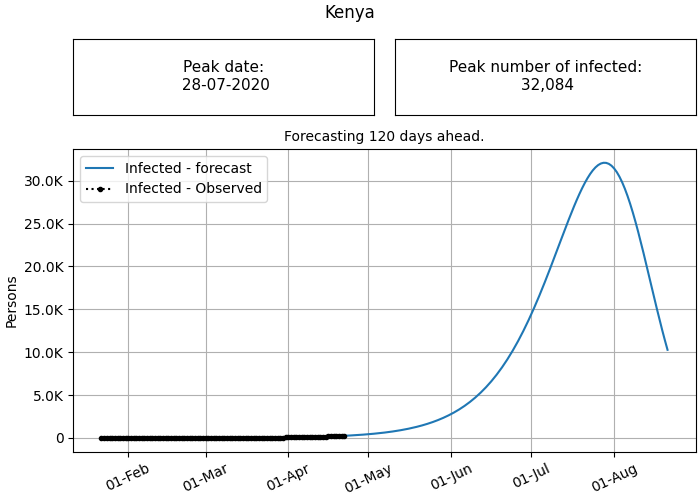 Kenya
Peak date:
28-07-2020
Peak number of infected:
32,084
Forecasting 120 days ahead.
Infected - forecast
Infected - Observed
Persons
30.0K
25.0K
20.0K
15.0K
10.0K
5.0K
0
01-Feb
01-Mar
01-Apr
01-May
01-Jun
01-Jul
01-Aug